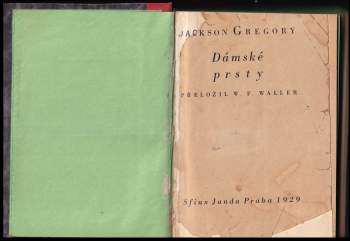 JACKSON GREGORY
Dámské
prsty
PŘELOŽIL W. F. WALLER
Sfinx Janda Praha 1929